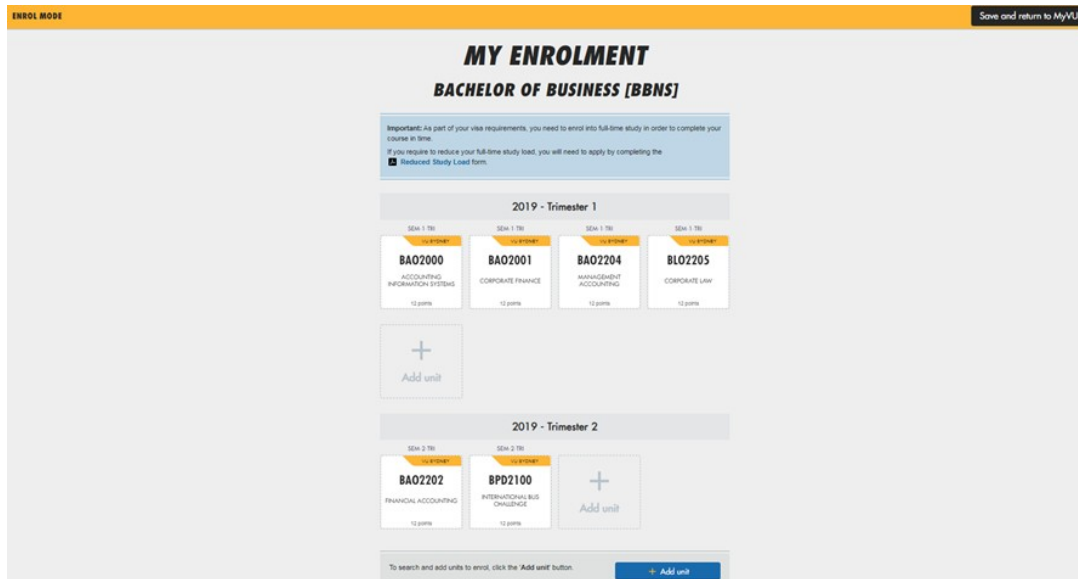 ENROL MODE
Save and return to MyVU
MY ENROLMENT
BACHELOR OF BUSINESS [BBNS]
Important: As part of your visa requirements, you need to enrol into full-time study in order to complete your
course in time.
If you require to reduce your full-time study load, you will need to apply by completing the
Reduced Study Load form.
2019 - Trimester 1
SEM-1 TRI SEM-1 TRI SEM-1 TRI SEM-1 TRI
VU SYDNEY VU SYDNEY VU SYDNEY VU SYDNEY
BAO2000 BAO2001 BAO2204 BLO2205
ACCOUNTING INFORMATION SYSTEMS CORPORATE FINANCE MANAGEMENT ACCOUNTING CORPORATE LAW
12 points 12 points 12 points 12 points
+
Add unit
2019 - Trimester 2
SEM-2 TRI SEM-2 TRI
VU SYDNEY VU SYDNEY
BAO2202 BPD2100 +
FINANCIAL ACCOUNTING INTERNATIONAL BUS CHALLENGE Add unit
12 points 12 points
To search and add units to enrol, click the 'Add unit' button. + Add unit